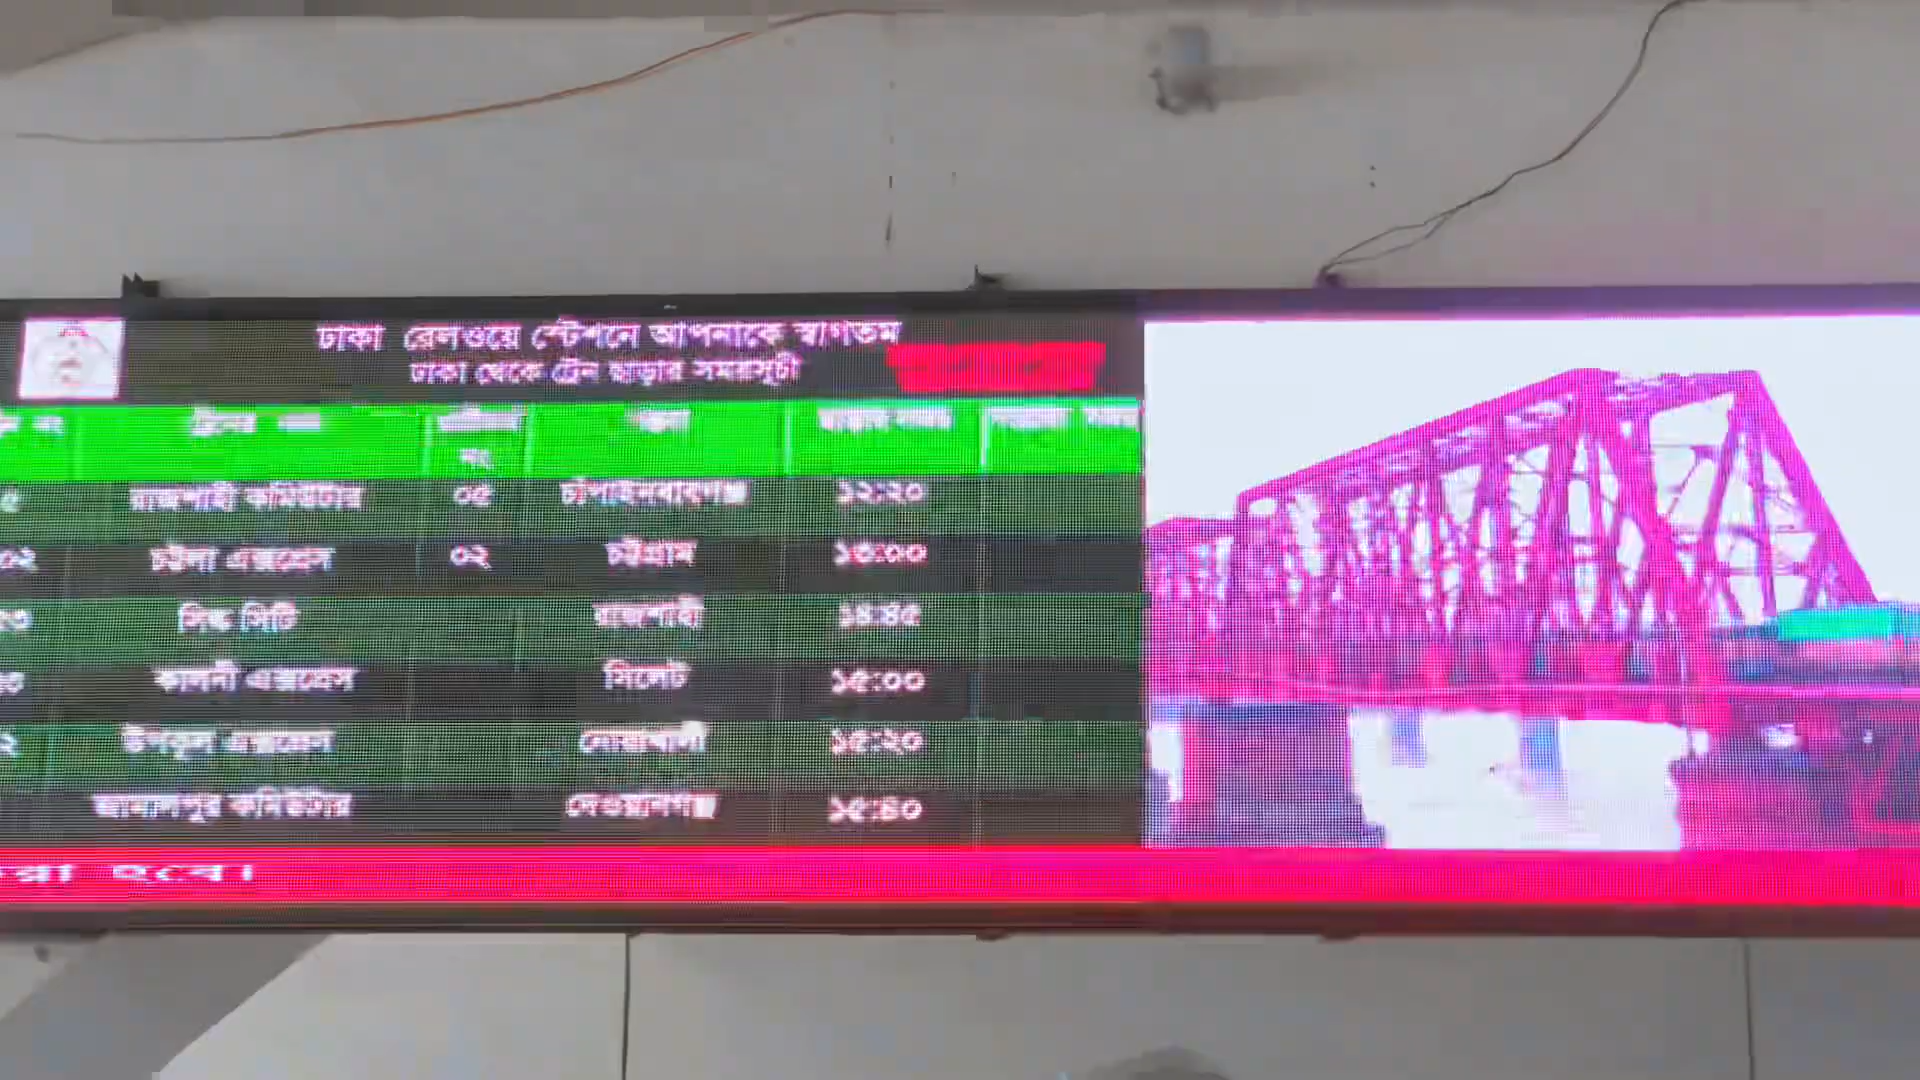 ঢাকা রেলওয়ে স্টেশনে আপনাকে স্বাগতম
ঢাকা থেকে ট্রেন ছাড়ার সময়সূচী
ট্রেনের নাম
নং
রাজশাহী কমিউটার ০৫ চাঁপাইনবাবগঞ্জ ১২:২০
০২ চট্টলা এক্সপ্রেস ০২ চট্টগ্রাম ১৩:০০
সিল্ক সিটি রাজশাহী ১৪:৪৫
কালনী এক্সপ্রেস সিলেট ১৫:০০
উপকূল এক্সপ্রেস নোয়াখালী ১৫:২০
জামালপুর কমিউটার দেওয়ানগঞ্জ ১৫:৪০
হবে।